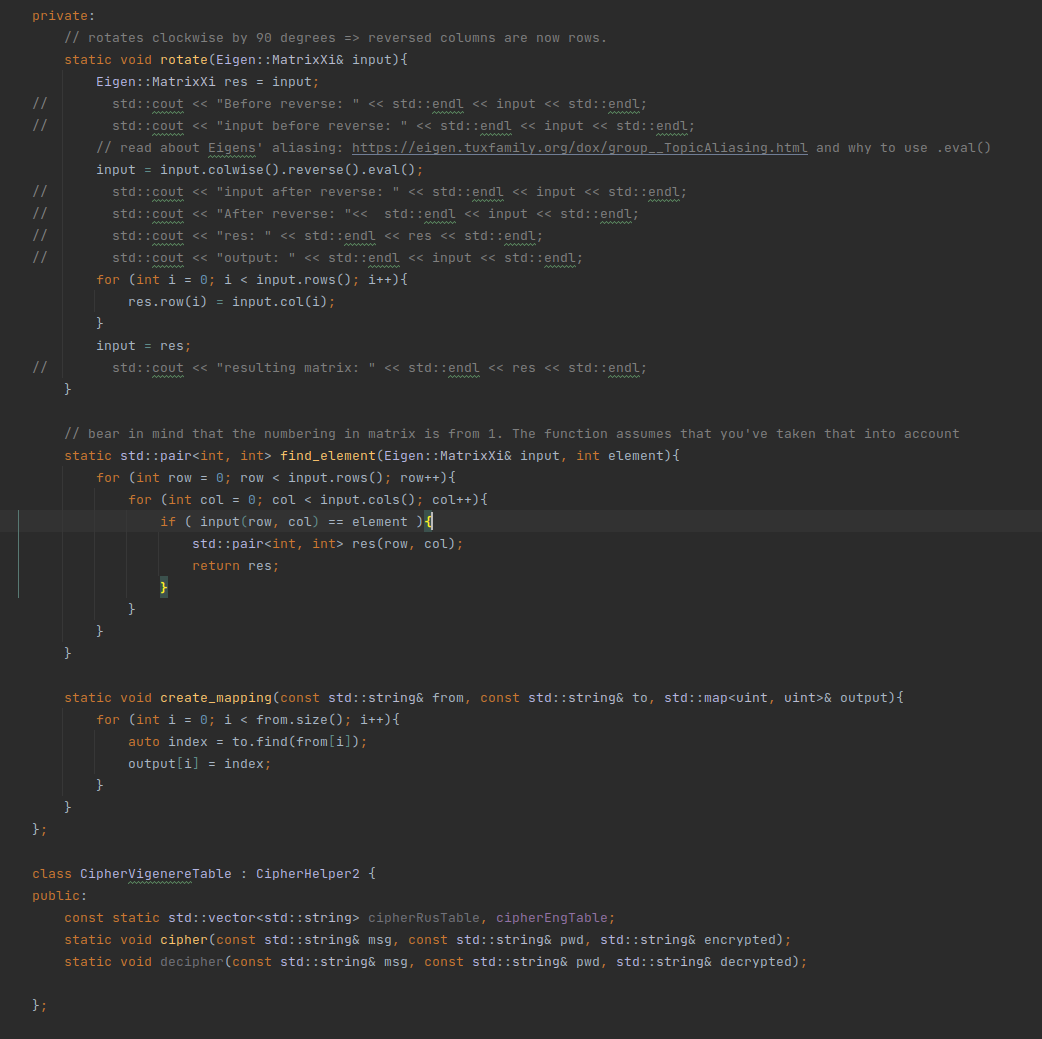 private:
    // rotates clockwise by 90 degrees => reversed columns are now rows.
    static void rotate(Eigen::MatrixXi& input){
        Eigen::MatrixXi res = input;
//        std::cout << "Before reverse: " << std::endl << input << std::endl;
//        std::cout << "input before reverse: " << std::endl << input << std::endl;
        // read about Eigens' aliasing: https://eigen.tuxfamily.org/dox/group__TopicAliasing.html and why to use .eval()
        input = input.colwise().reverse().eval();
//        std::cout << "input after reverse: " << std::endl << input << std::endl;
//        std::cout << "After reverse: "<<  std::endl << input << std::endl;
//        std::cout << "res: " << std::endl << res << std::endl;
//        std::cout << "output: " << std::endl << input << std::endl;
        for (int i = 0; i < input.rows(); i++){
            res.row(i) = input.col(i);
        }
        input = res;
//        std::cout << "resulting matrix: " << std::endl << res << std::endl;
    }

    // bear in mind that the numbering in matrix is from 1. The function assumes that you've taken that into account
    static std::pair<int, int> find_element(Eigen::MatrixXi& input, int element){
        for (int row = 0; row < input.rows(); row++){
            for (int col = 0; col < input.cols(); col++){
                if ( input(row, col) == element ){
                    std::pair<int, int> res(row, col);
                    return res;
                }
            }
        }
    }

    static void create_mapping(const std::string& from, const std::string& to, std::map<uint, uint>& output){
        for (int i = 0; i < from.size(); i++){
            auto index = to.find(from[i]);
            output[i] = index;
        }
    }
};

class CipherVigenereTable : CipherHelper2 {
public:
    const static std::vector<std::string> cipherRusTable, cipherEngTable;
    static void cipher(const std::string& msg, const std::string& pwd, std::string& encrypted);
    static void decipher(const std::string& msg, const std::string& pwd, std::string& decrypted);

};